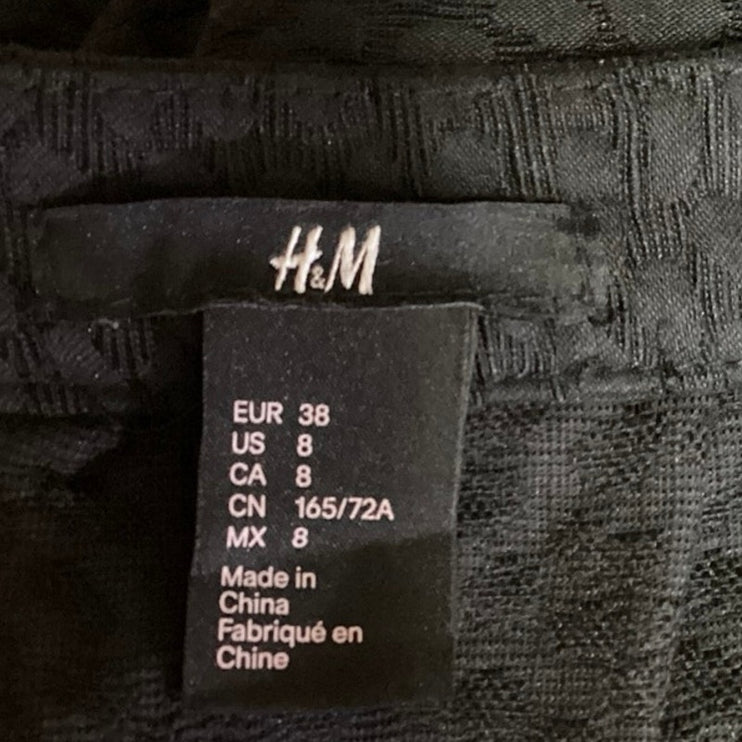 H&M
EUR 38
US 8
CA 8
CN 165/72A
MX 8
Made in
China
Fabriqué en
Chine